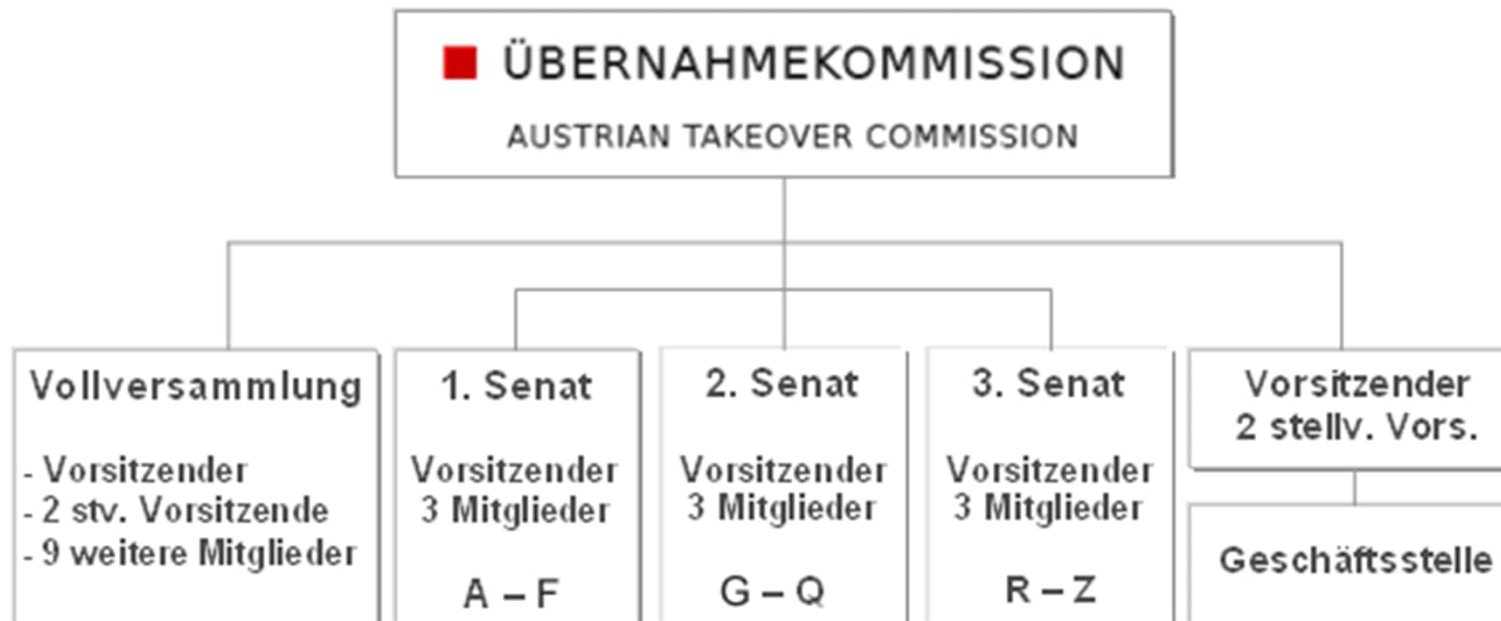 ÜBERNAHMEKOMMISSION
AUSTRIAN TAKEOVER COMMISSION
Vollversammlung
- Vorsitzender
- 2 stv. Vorsitzende
- 9 weitere Mitglieder
1. Senat
Vorsitzender
3 Mitglieder
A – F
2. Senat
Vorsitzender
3 Mitglieder
G – Q
3. Senat
Vorsitzender
3 Mitglieder
R – Z
Vorsitzender
2 stellv. Vors.
Geschäftsstelle